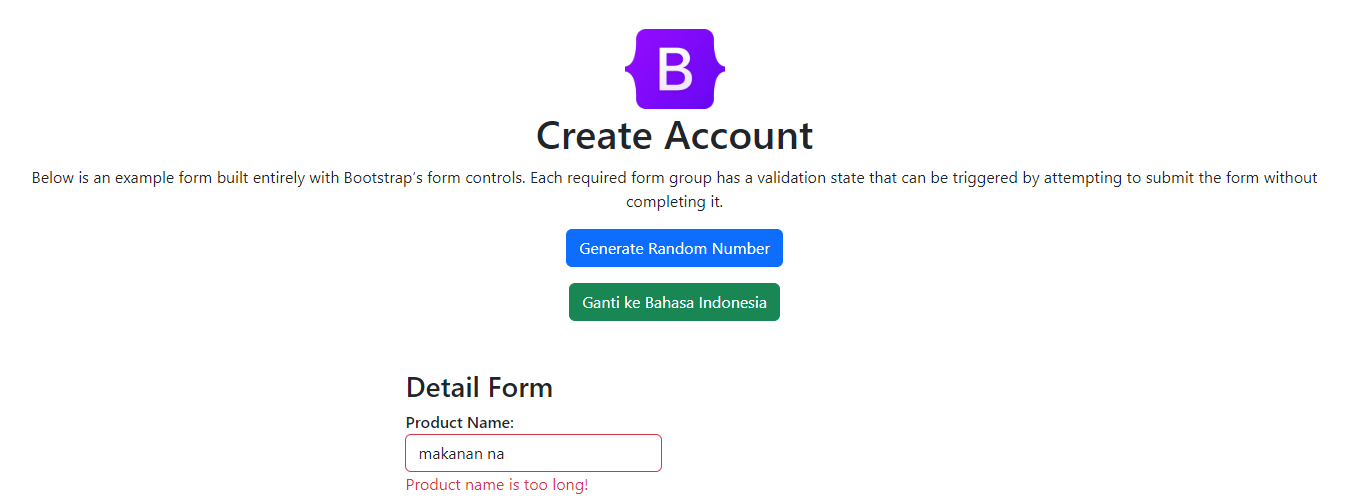 B
Create Account
Below is an example form built entirely with Bootstrap’s form controls. Each required form group has a validation state that can be triggered by attempting to submit the form without
completing it.
Generate Random Number
Ganti ke Bahasa Indonesia
Detail Form
Product Name:
makanan na
Product name is too long!